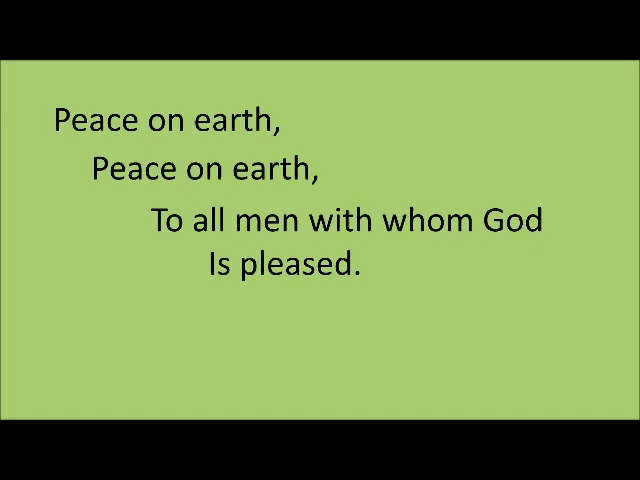 Peace on earth,
Peace on earth,
To all men with whom God
Is pleased.